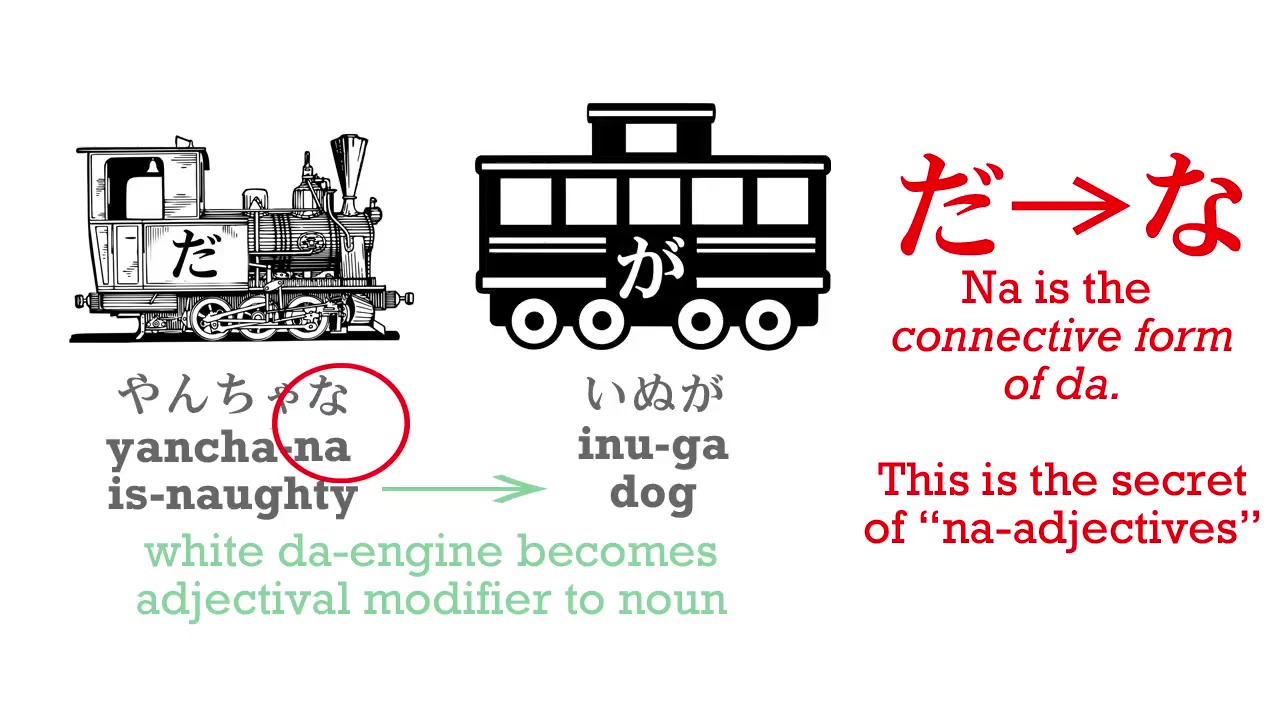 だ
が
やんちゃな
yancha-na
is-naughty
いぬが
inu-ga
dog
white da-engine becomes
adjectival modifier to noun
だ→な
Na is the
connective form
of da.
This is the secret
of “na-adjectives”